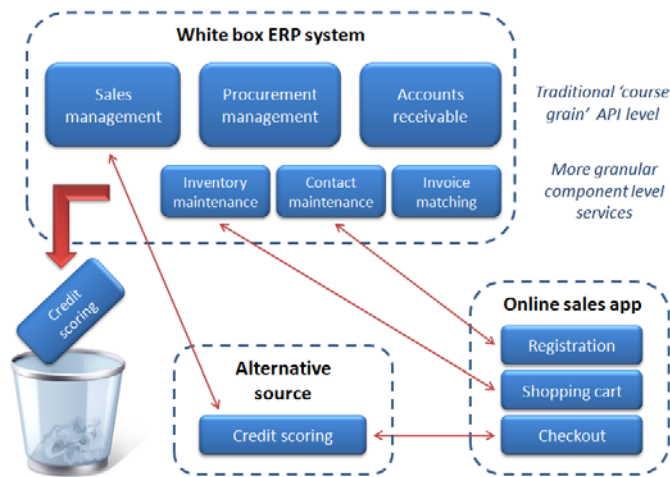 White box ERP system
Sales
management
Procurement
management
Accounts
receivable
Traditional ‘course
grain’ API level
Inventory
maintenance
Contact
maintenance
Invoice
matching
More granular
component level
services
Credit
scoring
Alternative
source
Credit scoring
Online sales app
Registration
Shopping cart
Checkout